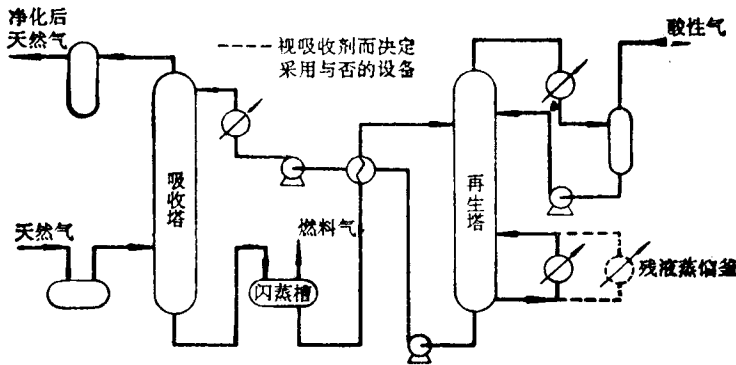 净化后
天然气
视吸收剂而决定
采用与否的设备
酸性气
吸收塔
再生塔
天然气
燃料气
闪蒸槽
残液蒸馏釜